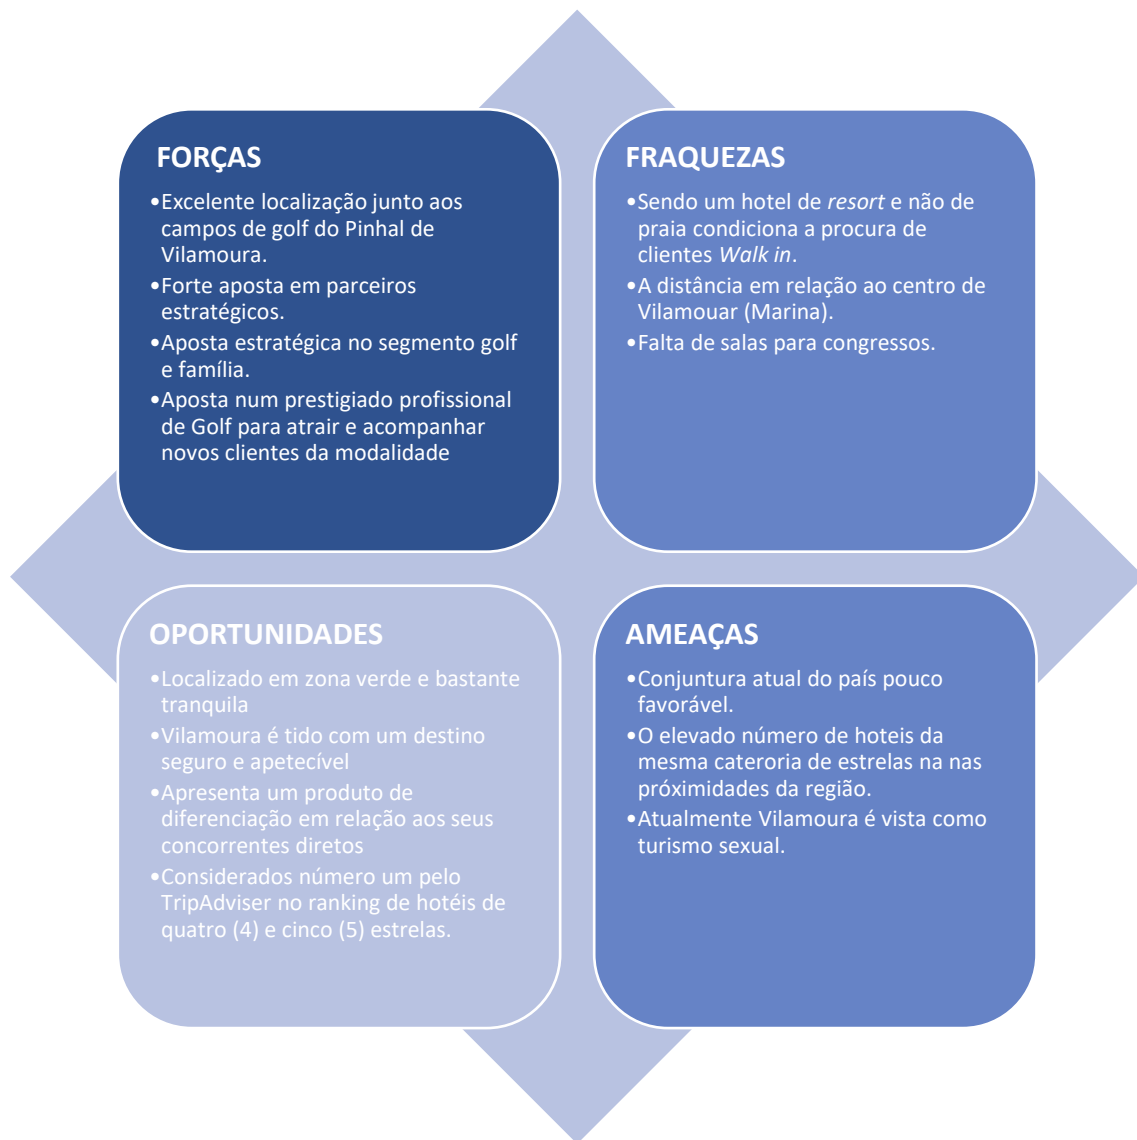 FORÇAS
•Excelente localização junto aos
campos de golf do Pinhal de
Vilamoura.
•Forte aposta em parceiros
estratégicos.
•Aposta estratégica no segmento golf
e família.
•Aposta num prestigiado profissional
de Golf para atrair e acompanhar
novos clientes da modalidade
FRAQUEZAS
•Sendo um hotel de resort e não de
praia condiciona a procura de
clientes Walk in.
•A distância em relação ao centro de
Vilamouar (Marina).
•Falta de salas para congressos.
OPORTUNIDADES
•Localizado em zona verde e bastante
tranquila
•Vilamoura é tido com um destino
seguro e apetecível
•Apresenta um produto de
diferenciação em relação aos seus
concorrentes diretos
•Considerados número um pelo
TripAdviser no ranking de hotéis de
quatro (4) e cinco (5) estrelas.
AMEAÇAS
•Conjuntura atual do país pouco
favorável.
•O elevado número de hoteis da
mesma cateroria de estrelas na nas
próximidades da região.
•Atualmente Vilamoura é vista como
turismo sexual.